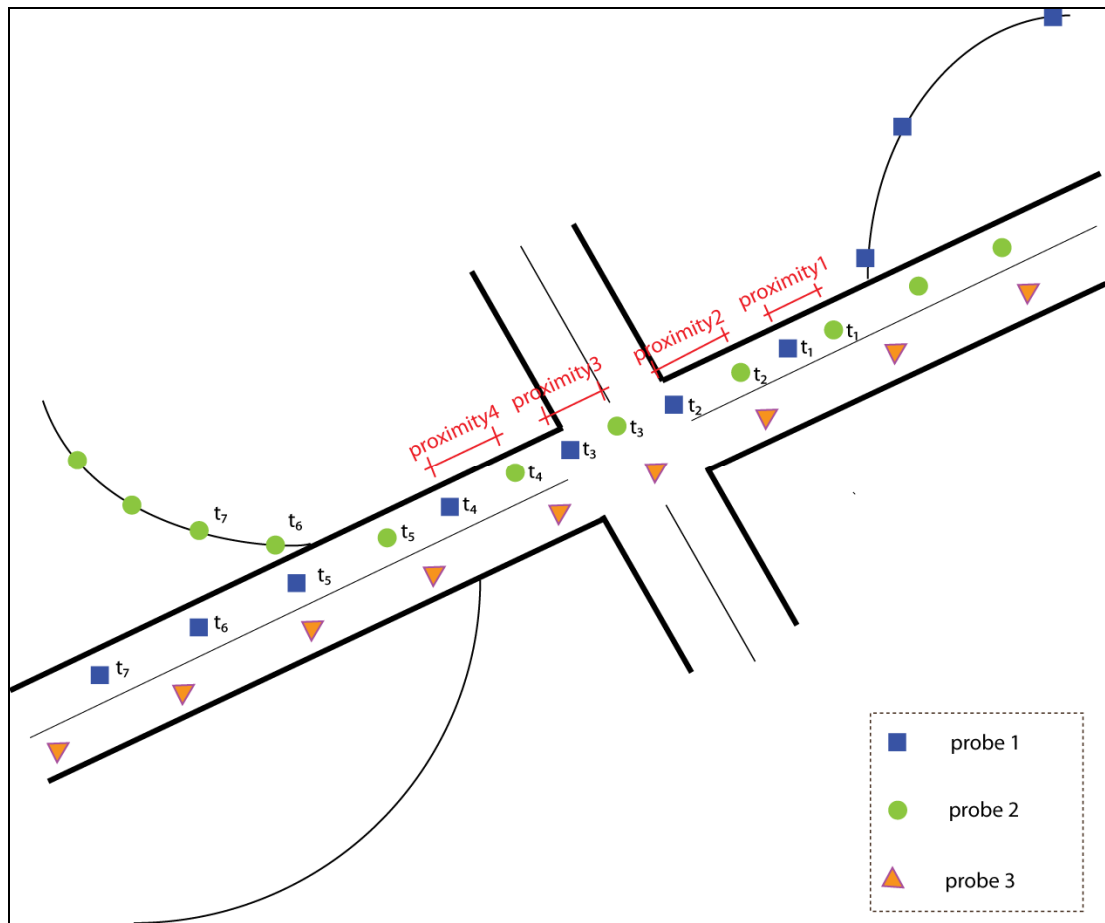 proximity1
proximity2
proximity3
proximity4
t1
t1
t2
t2
t3
t3
t4
t4
t5
t5
t6
t6
t7
t7
probe 1
probe 2
probe 3